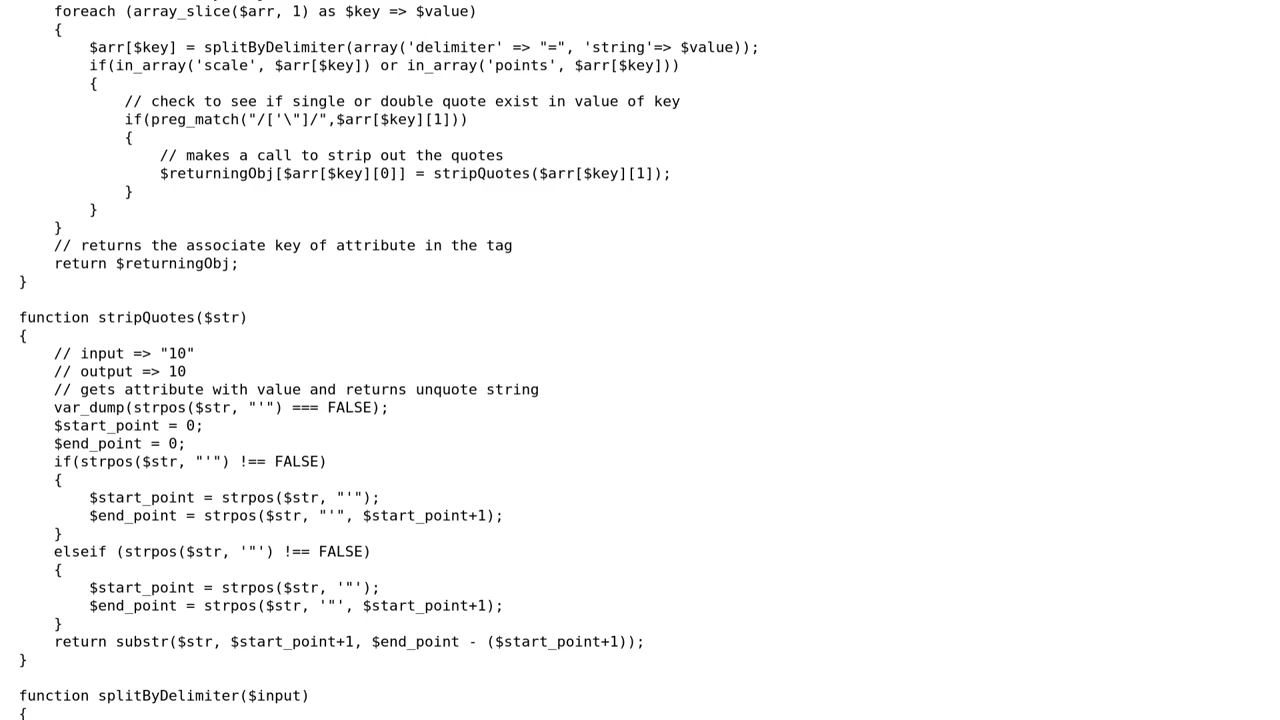 foreach (array_slice($arr, 1) as $key => $value)
    {
        $arr[$key] = splitByDelimiter(array('delimiter' => "=", 'string'=> $value));
        if(in_array('scale', $arr[$key]) or in_array('points', $arr[$key]))
        {
            // check to see if single or double quote exist in value of key
            if(preg_match("/['\"]/",$arr[$key][1]))
            {
                // makes a call to strip out the quotes
                $returningObj[$arr[$key][0]] = stripQuotes($arr[$key][1]);
            }
        }
    }
    // returns the associate key of attribute in the tag
    return $returningObj;
}

function stripQuotes($str)
{
    // input => "10"
    // output => 10
    // gets attribute with value and returns unquote string
    var_dump(strpos($str, "'") === FALSE);
    $start_point = 0;
    $end_point = 0;
    if(strpos($str, "'") !== FALSE)
    {
        $start_point = strpos($str, "'");
        $end_point = strpos($str, "'", $start_point+1);
    }
    elseif (strpos($str, '"') !== FALSE)
    {
        $start_point = strpos($str, '"');
        $end_point = strpos($str, '"', $start_point+1);
    }
    return substr($str, $start_point+1, $end_point - ($start_point+1));
}

function splitByDelimiter($input)
{